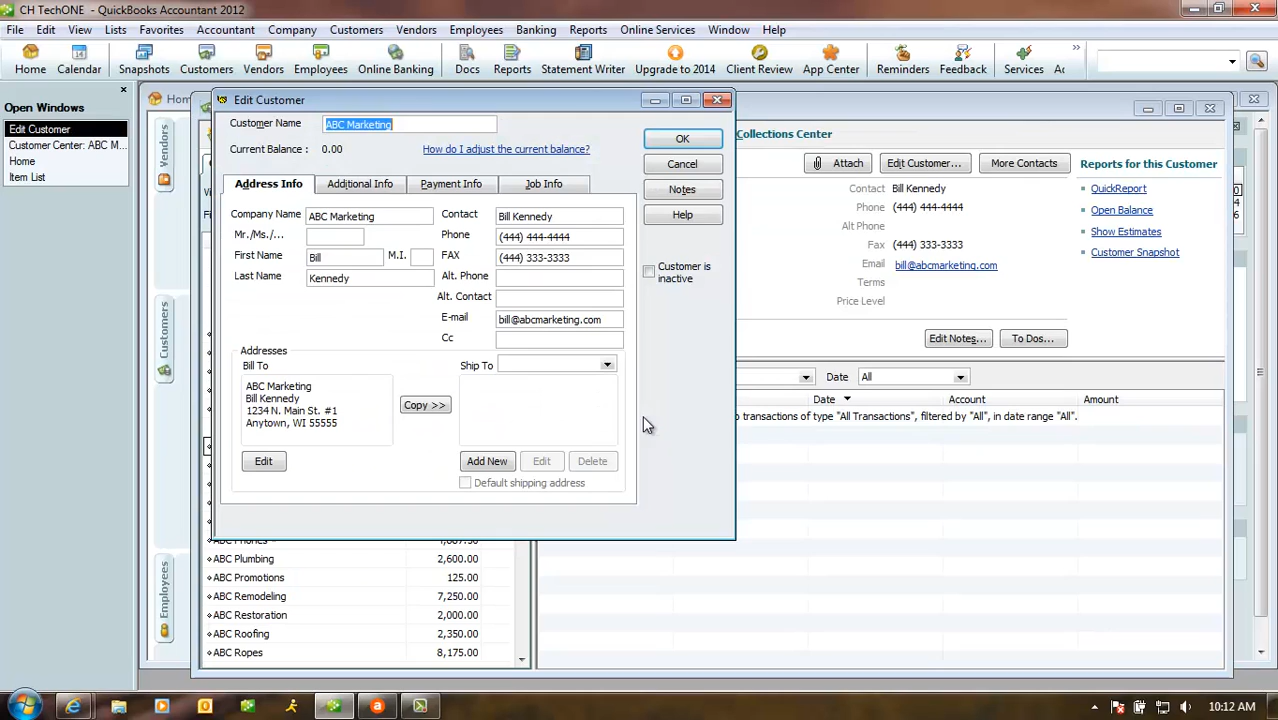 CH TechONE - QuickBooks Accountant 2012
File Edit View Lists Favorites Accountant Company Customers Vendors Employees Banking Reports Online Services Window Help
Home Calendar Snapshots Customers Vendors Employees Online Banking Docs Reports Statement Writer Upgrade to 2014 Client Review App Center Reminders Feedback Services Ac
Open Windows
Edit Customer
Customer Center: ABC M...
Home
Item List
Hom
Vendors
Customers
Employees
Edit Customer
Customer Name ABC Marketing
Current Balance : 0.00 How do I adjust the current balance?
Address Info Additional Info Payment Info Job Info
Company Name ABC Marketing
Mr./Ms./...
First Name Bill M.I.
Last Name Kennedy
Contact Bill Kennedy
Phone (444) 444-4444
FAX (444) 333-3333
Alt. Phone
Alt. Contact
E-mail bill@abcmarketing.com
Cc
Addresses
Bill To
ABC Marketing
Bill Kennedy
1234 N. Main St. #1
Anytown, WI 55555
Edit
Copy >>
Ship To
Add New Edit Delete
Default shipping address
OK
Cancel
Notes
Help
Customer is
inactive
Collections Center
Attach Edit Customer... More Contacts
Contact Bill Kennedy
Phone (444) 444-4444
Alt Phone
Fax (444) 333-3333
Email bill@abcmarketing.com
Terms
Price Level
Edit Notes... To Dos...
Reports for this Customer
QuickReport
Open Balance
Show Estimates
Customer Snapshot
Date All
Date Account Amount
transactions of type "All Transactions", filtered by "All", in date range "All".
ABC Plumbing 2,600.00
ABC Promotions 125.00
ABC Remodeling 7,250.00
ABC Restoration 2,000.00
ABC Roofing 2,350.00
ABC Ropes 8,175.00
10:12 AM